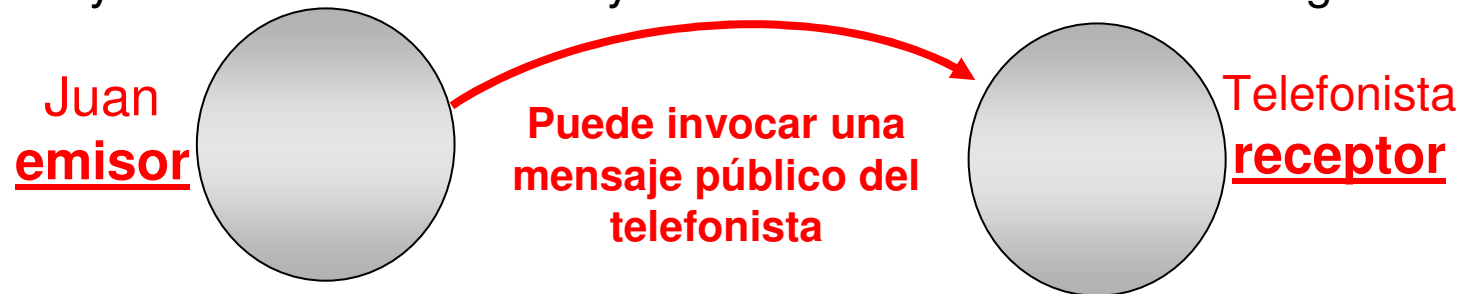 y
y
g
Juan
emisor
Puede invocar una
mensaje público del
telefonista
Telefonista
receptor